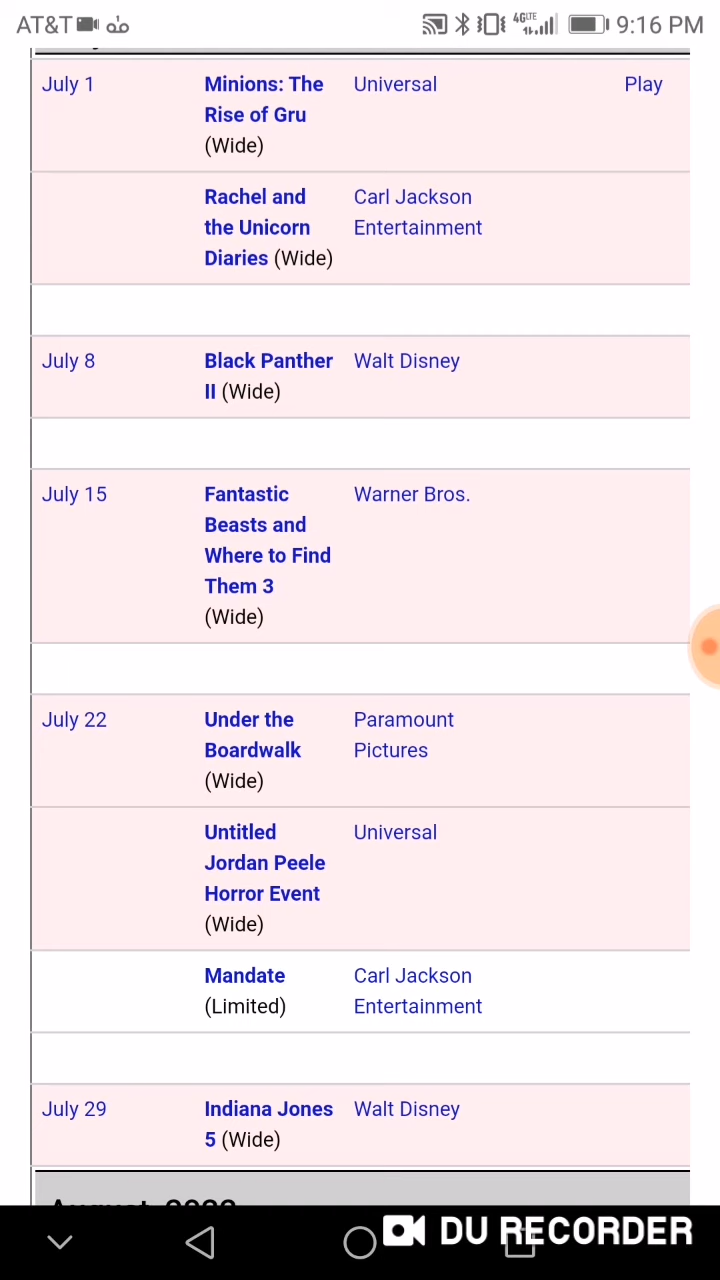 AT&T 4G LTE 9:16 PM
July 1 Minions: The Universal Play
Rise of Gru
(Wide)
Rachel and Carl Jackson
the Unicorn Entertainment
Diaries (Wide)
July 8 Black Panther Walt Disney
II (Wide)
July 15 Fantastic Warner Bros.
Beasts and
Where to Find
Them 3
(Wide)
July 22 Under the Paramount
Boardwalk Pictures
(Wide)
Untitled Universal
Jordan Peele
Horror Event
(Wide)
Mandate Carl Jackson
(Limited) Entertainment
July 29 Indiana Jones Walt Disney
5 (Wide)
DU RECORDER